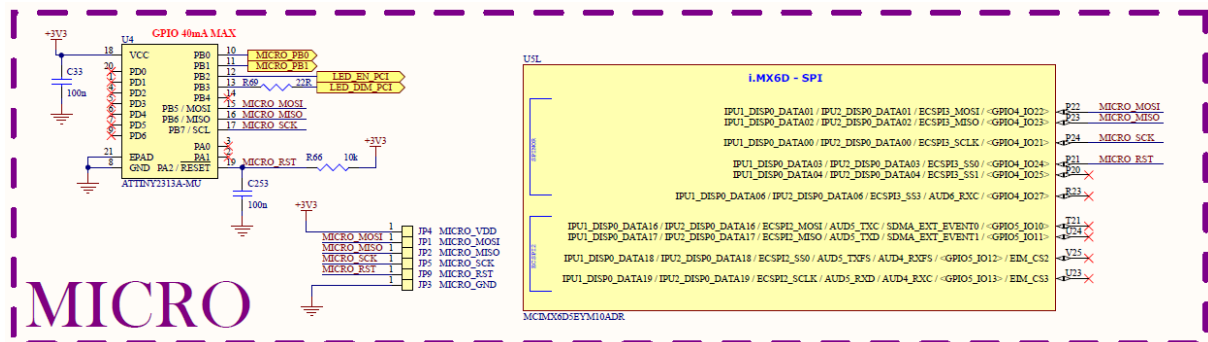 GPIO 40mA MAX
+3V3
U4
18 VCC PB0 10 MICRO_PB0
PB1 11 MICRO_PB1
20 PD0 PB2 12 LED_EN_PCI
PD1 PB3 13 R69 22R LED_DIM_PCI
PD2 PB4 14
PD3 PB5 / MOSI 15 MICRO_MOSI
PD4 PB6 / MISO 16 MICRO_MISO
PD5 PB7 / SCL 17 MICRO_SCK
PD6
PA0
21 EPAD PA1
8 GND PA2 / RESET 19 MICRO_RST R66 10k +3V3
ATTINY2313A-MU
C33
100n
C253
100n
+3V3
1 JP4 MICRO_VDD
MICRO_MOSI 1 JP1 MICRO_MOSI
MICRO_MISO 1 JP2 MICRO_MISO
MICRO_SCK 1 JP5 MICRO_SCK
MICRO_RST 1 JP9 MICRO_RST
1 JP3 MICRO_GND
MICRO
U5L
i.MX6D - SPI
IPU1_DISP0_DATA01 / IPU2_DISP0_DATA01 / ECSPI3_MOSI / <GPIO4_IO22> P22 MICRO_MOSI
IPU1_DISP0_DATA02 / IPU2_DISP0_DATA02 / ECSPI3_MISO / <GPIO4_IO23> P23 MICRO_MISO
IPU1_DISP0_DATA00 / IPU2_DISP0_DATA00 / ECSPI3_SCLK / <GPIO4_IO21> P24 MICRO_SCK
IPU1_DISP0_DATA03 / IPU2_DISP0_DATA03 / ECSPI3_SS0 / <GPIO4_IO24> P21 MICRO_RST
IPU1_DISP0_DATA04 / IPU2_DISP0_DATA04 / ECSPI3_SS1 / <GPIO4_IO25> P20
IPU1_DISP0_DATA06 / IPU2_DISP0_DATA06 / ECSPI3_SS3 / AUD6_RXC / <GPIO4_IO27> R23
IPU1_DISP0_DATA16 / IPU2_DISP0_DATA16 / ECSPI2_MOSI / AUD5_TXC / SDMA_EXT_EVENT0 / <GPIO5_IO10> T21
IPU1_DISP0_DATA17 / IPU2_DISP0_DATA17 / ECSPI2_MISO / AUD5_TXD / SDMA_EXT_EVENT1 / <GPIO5_IO11> U24
IPU1_DISP0_DATA18 / IPU2_DISP0_DATA18 / ECSPI2_SS0 / AUD5_TXFS / AUD4_RXFS / <GPIO5_IO12> / EIM_CS2 V25
IPU1_DISP0_DATA19 / IPU2_DISP0_DATA19 / ECSPI2_SCLK / AUD5_RXD / AUD4_RXC / <GPIO5_IO13> / EIM_CS3 U23
MCIMX6D5EYM10ADR